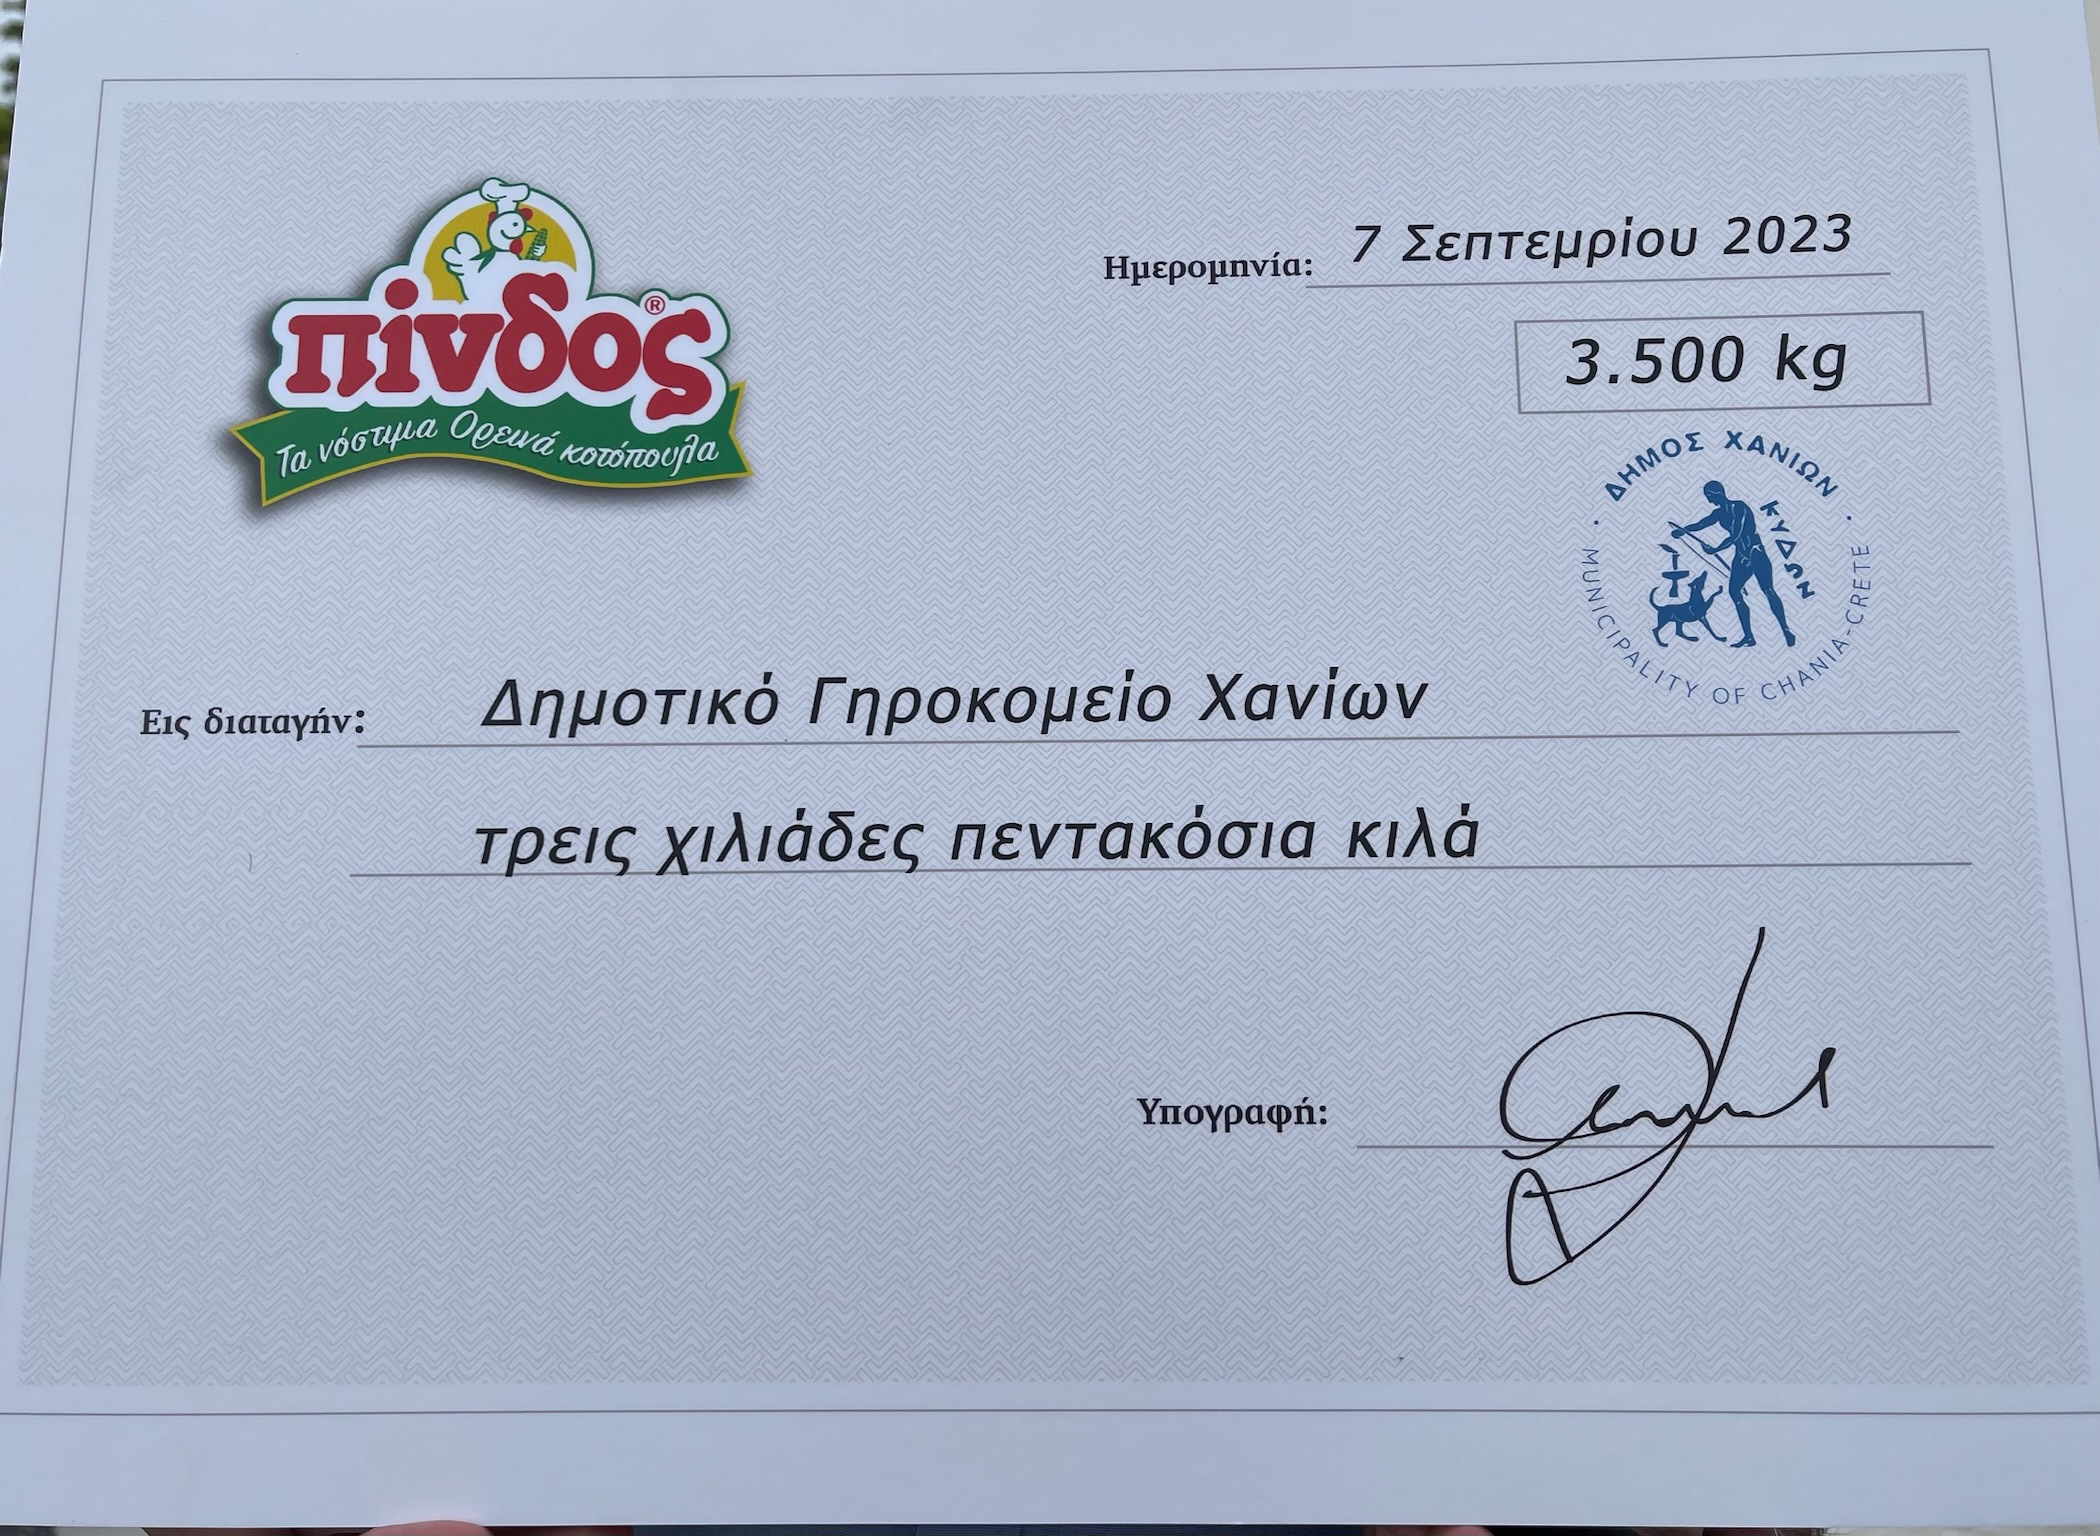 πίνδος®
Τα νόστιμα Ορεινά κοτόπουλα
Ημερομηνία: 7 Σεπτεμρίου 2023
3.500 kg
ΔΗΜΟΣ ΧΑΝΙΩΝ
ΚΥΔΩΝ
MUNICIPALITY OF CHANIA-CRETE
Εις διαταγήν: Δημοτικό Γηροκομείο Χανίων
τρεις χιλιάδες πεντακόσια κιλά
Υπογραφή: